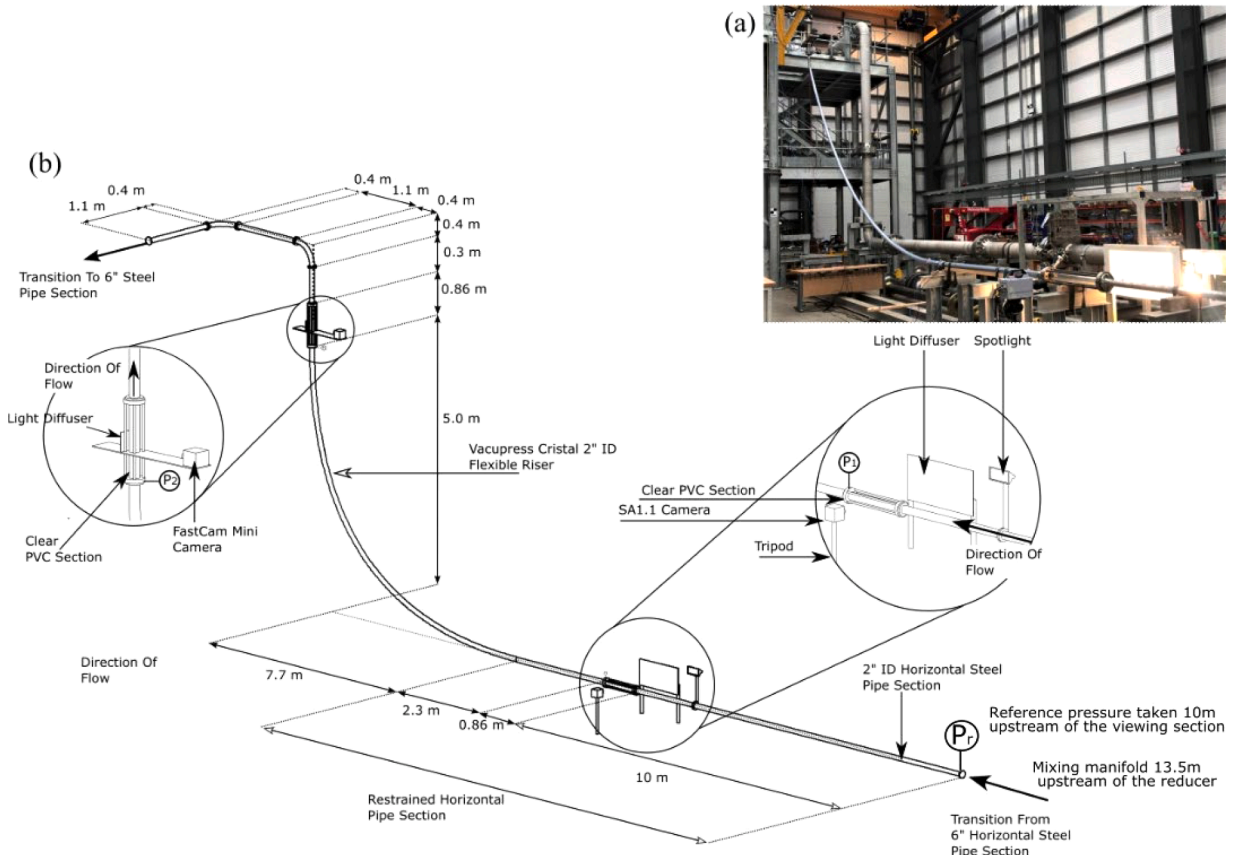 (a)
(b)
0.4 m
1.1 m
0.4 m
1.1 m
0.4 m
0.4 m
0.3 m
0.86 m
Transition To 6" Steel
Pipe Section
Direction Of
Flow
Light Diffuser
P2
Clear
PVC Section
FastCam Mini
Camera
5.0 m
Vacupress Cristal 2" ID
Flexible Riser
Light Diffuser
Spotlight
P1
Clear PVC Section
SA1.1 Camera
Tripod
Direction Of
Flow
Direction Of
Flow
7.7 m
2.3 m
0.86 m
10 m
Restrained Horizontal
Pipe Section
2" ID Horizontal Steel
Pipe Section
Pr
Reference pressure taken 10m
upstream of the viewing section
Mixing manifold 13.5m
upstream of the reducer
Transition From
6" Horizontal Steel
Pipe Section